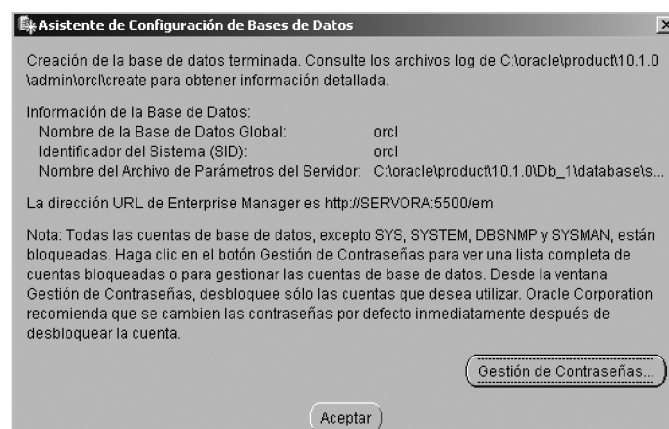 Asistente de Configuración de Bases de Datos
Creación de la base de datos terminada. Consulte los archivos log de C:\oracle\product\10.1.0
\admin\orcl\create para obtener información detallada.
Información de la Base de Datos:
Nombre de la Base de Datos Global: orcl
Identificador del Sistema (SID): orcl
Nombre del Archivo de Parámetros del Servidor: C:\oracle\product\10.1.0\Db_1\database\s...
La dirección URL de Enterprise Manager es http://SERVORA:5500/em
Nota: Todas las cuentas de base de datos, excepto SYS, SYSTEM, DBSNMP y SYSMAN, están
bloqueadas. Haga clic en el botón Gestión de Contraseñas para ver una lista completa de
cuentas bloqueadas o para gestionar las cuentas de base de datos. Desde la ventana
Gestión de Contraseñas, desbloquee sólo las cuentas que desea utilizar. Oracle Corporation
recomienda que se cambien las contraseñas por defecto inmediatamente después de
desbloquear la cuenta.
Gestión de Contraseñas...
Aceptar